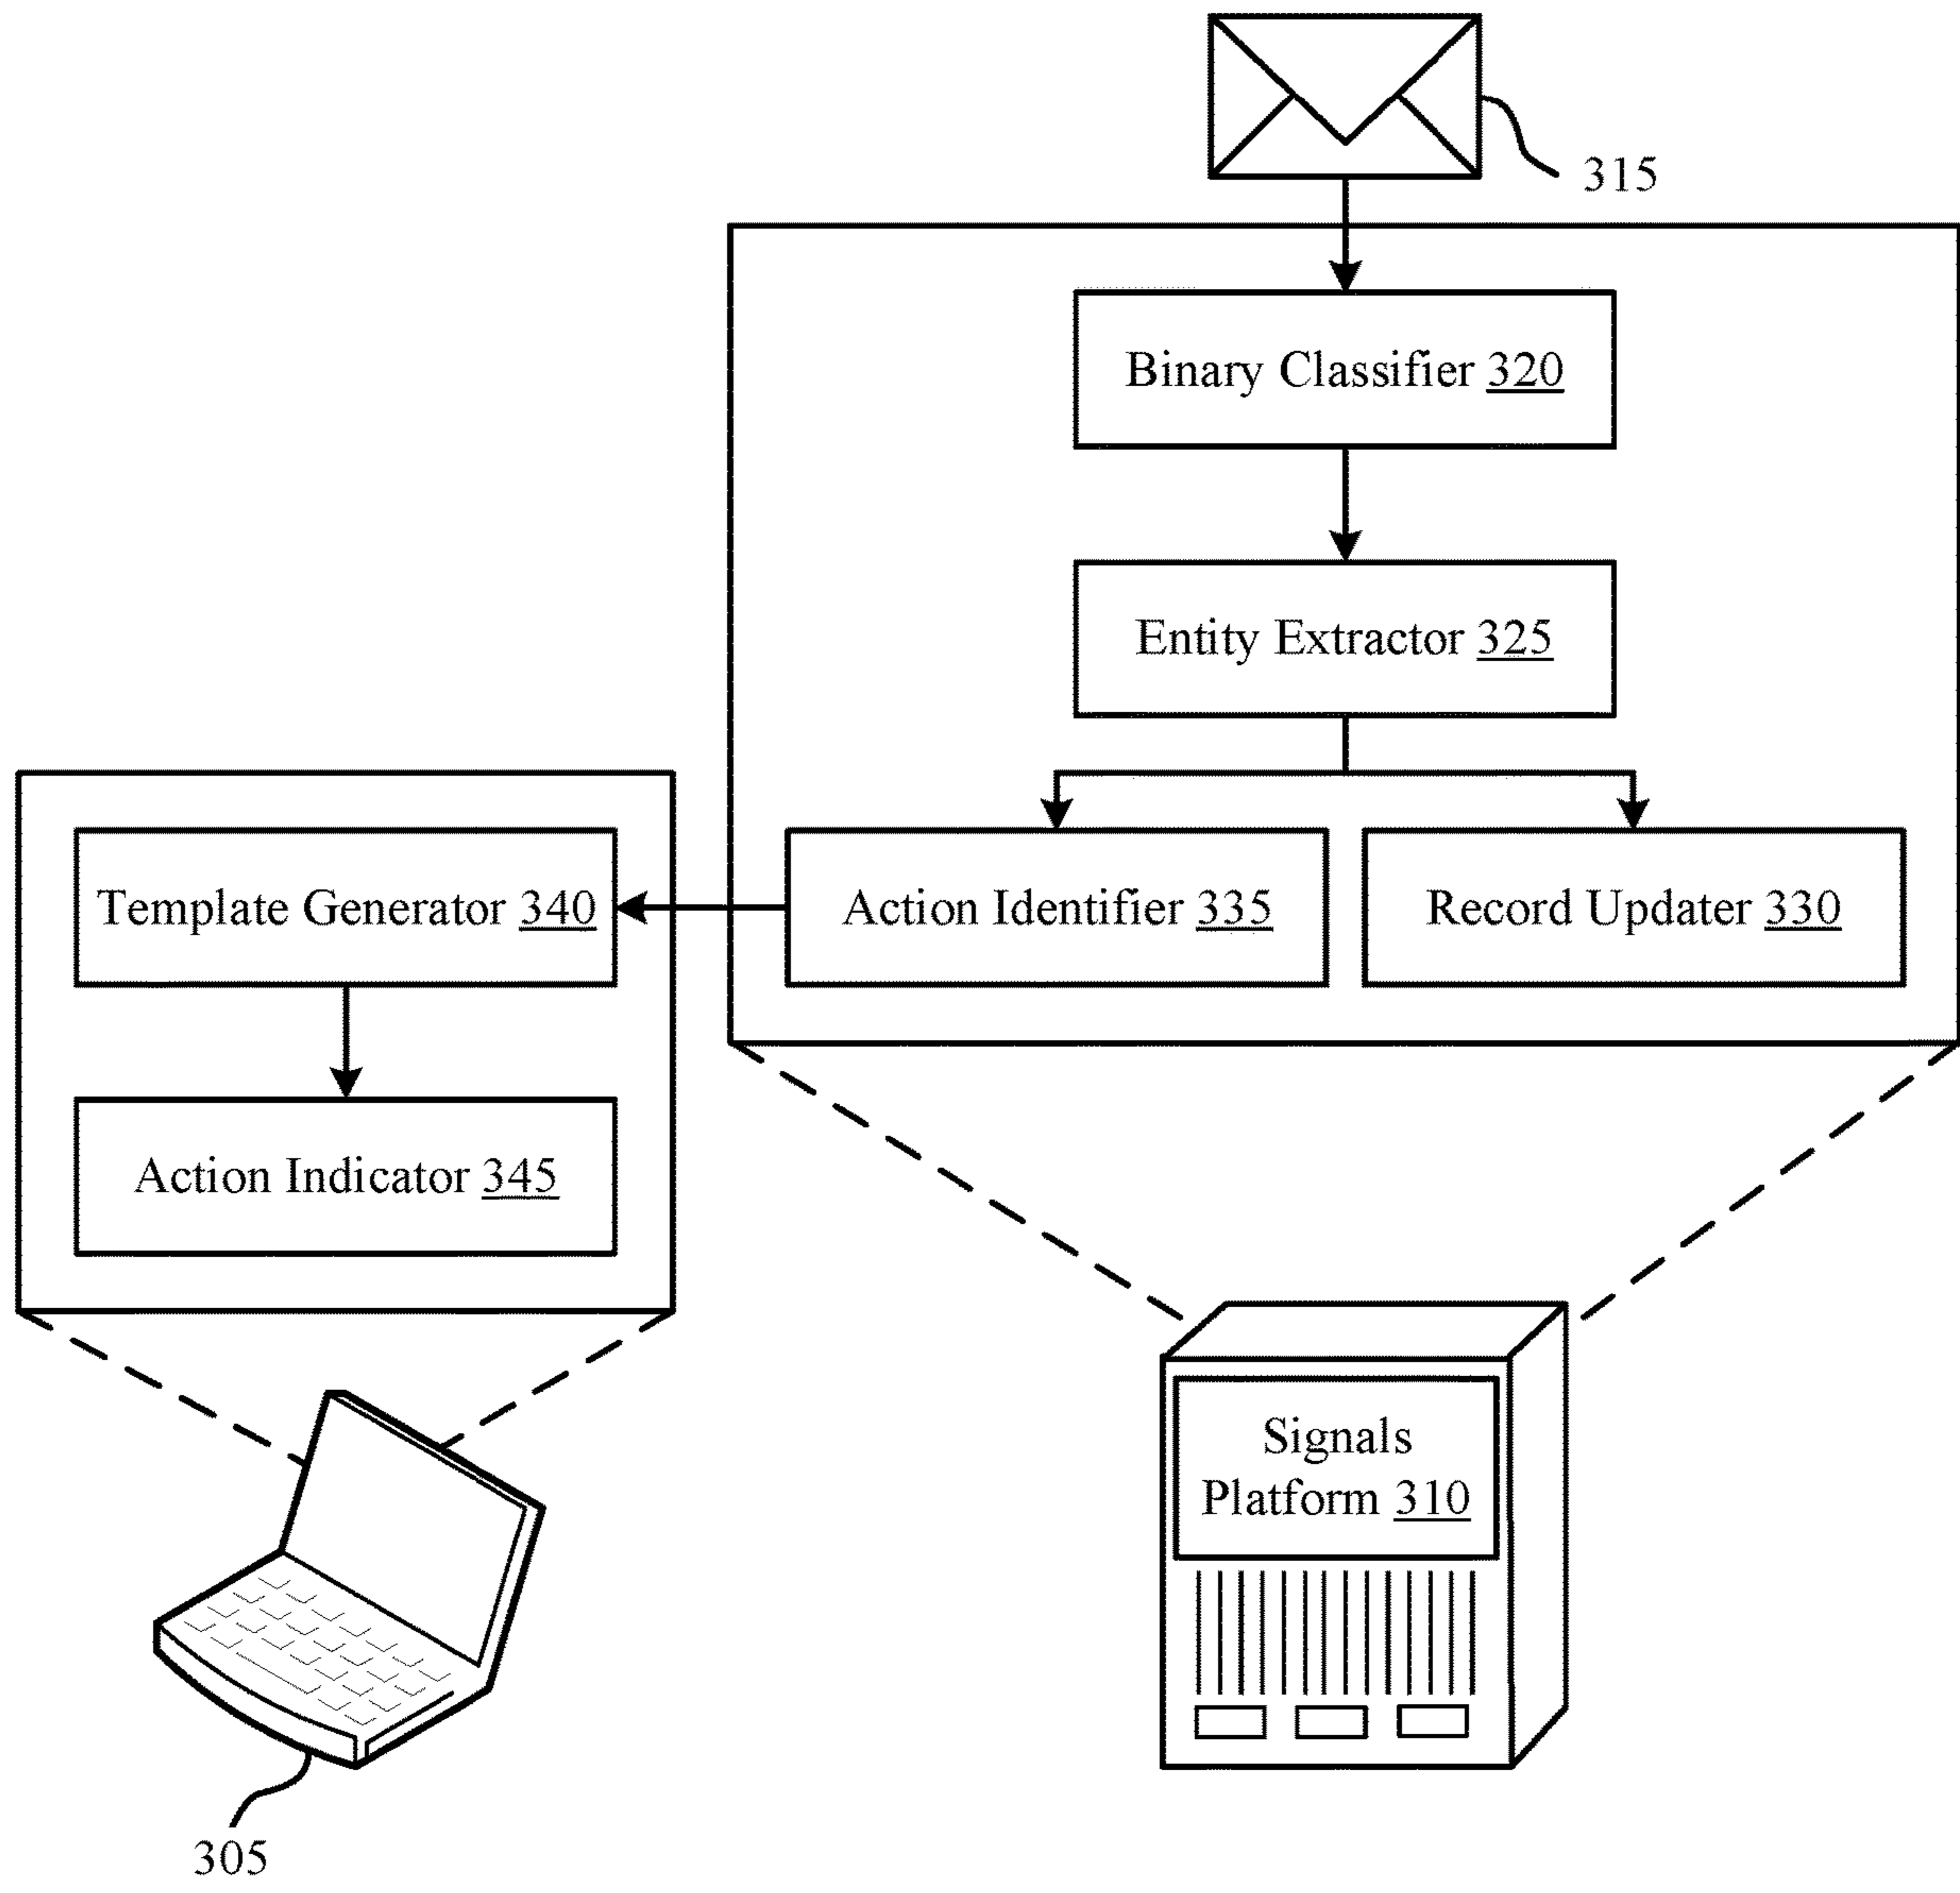 315
Binary Classifier 320
Entity Extractor 325
Template Generator 340
Action Identifier 335
Record Updater 330
Action Indicator 345
Signals
Platform 310
305